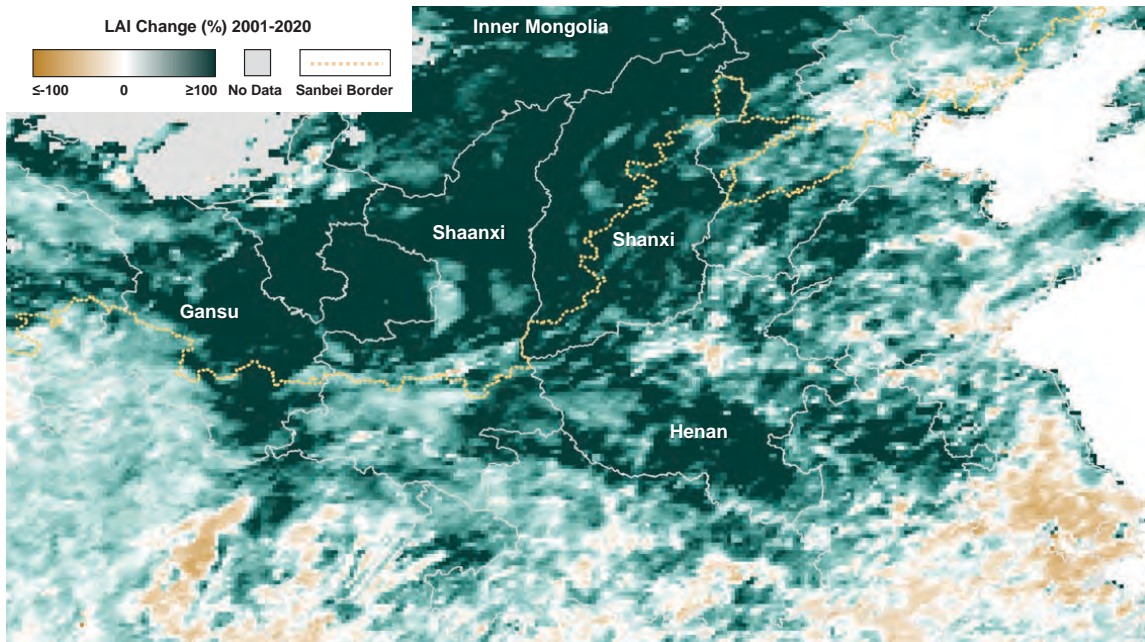 LAI Change (%) 2001-2020
≤-100 0 ≥100 No Data Sanbei Border
Inner Mongolia
Shaanxi
Shanxi
Gansu
Henan